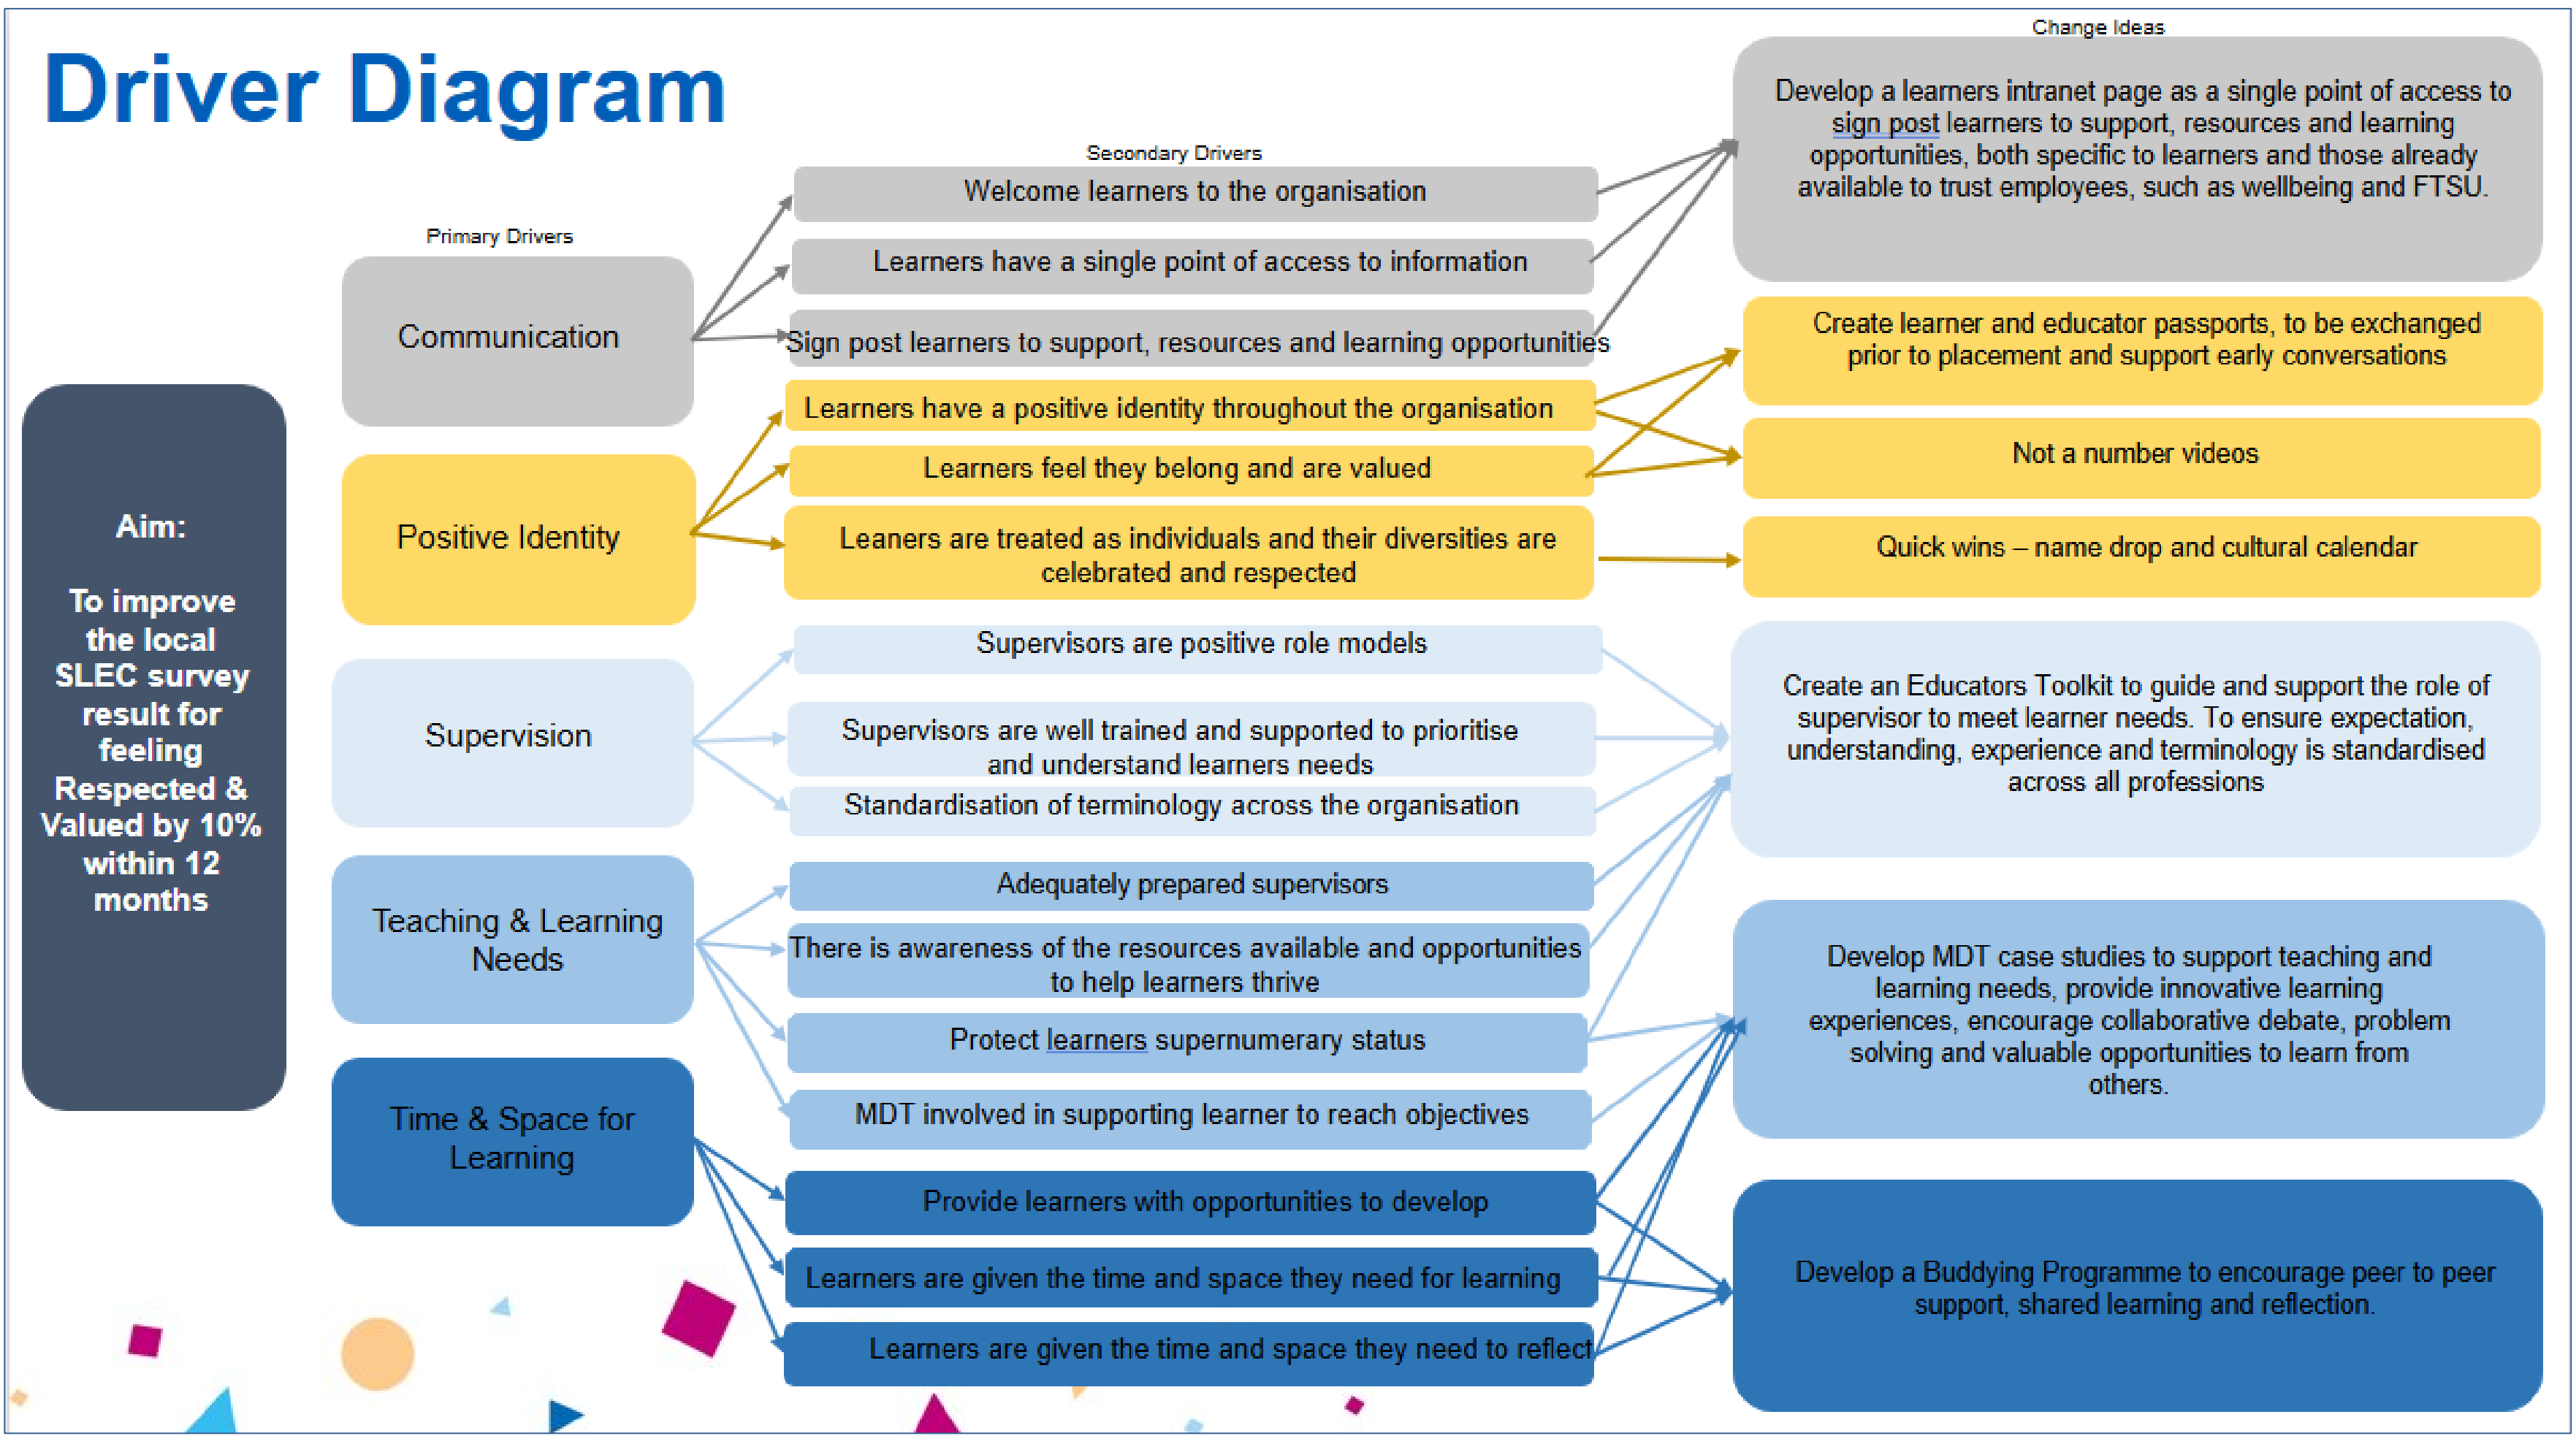 Driver Diagram
Aim:
To improve
the local
SLEC survey
result for
feeling
Respected &
Valued by 10%
within 12
months
Primary Drivers
Communication
Positive Identity
Supervision
Teaching & Learning
Needs
Time & Space for
Learning
Secondary Drivers
Welcome learners to the organisation
Learners have a single point of access to information
Sign post learners to support, resources and learning opportunities
Learners have a positive identity throughout the organisation
Learners feel they belong and are valued
Leaners are treated as individuals and their diversities are
celebrated and respected
Supervisors are positive role models
Supervisors are well trained and supported to prioritise
and understand learners needs
Standardisation of terminology across the organisation
Adequately prepared supervisors
There is awareness of the resources available and opportunities
to help learners thrive
Protect learners supernumerary status
MDT involved in supporting learner to reach objectives
Provide learners with opportunities to develop
Learners are given the time and space they need for learning
Learners are given the time and space they need to reflect
Change Ideas
Develop a learners intranet page as a single point of access to
sign post learners to support, resources and learning
opportunities, both specific to learners and those already
available to trust employees, such as wellbeing and FTSU.
Create learner and educator passports, to be exchanged
prior to placement and support early conversations
Not a number videos
Quick wins – name drop and cultural calendar
Create an Educators Toolkit to guide and support the role of
supervisor to meet learner needs. To ensure expectation,
understanding, experience and terminology is standardised
across all professions
Develop MDT case studies to support teaching and
learning needs, provide innovative learning
experiences, encourage collaborative debate, problem
solving and valuable opportunities to learn from
others.
Develop a Buddying Programme to encourage peer to peer
support, shared learning and reflection.